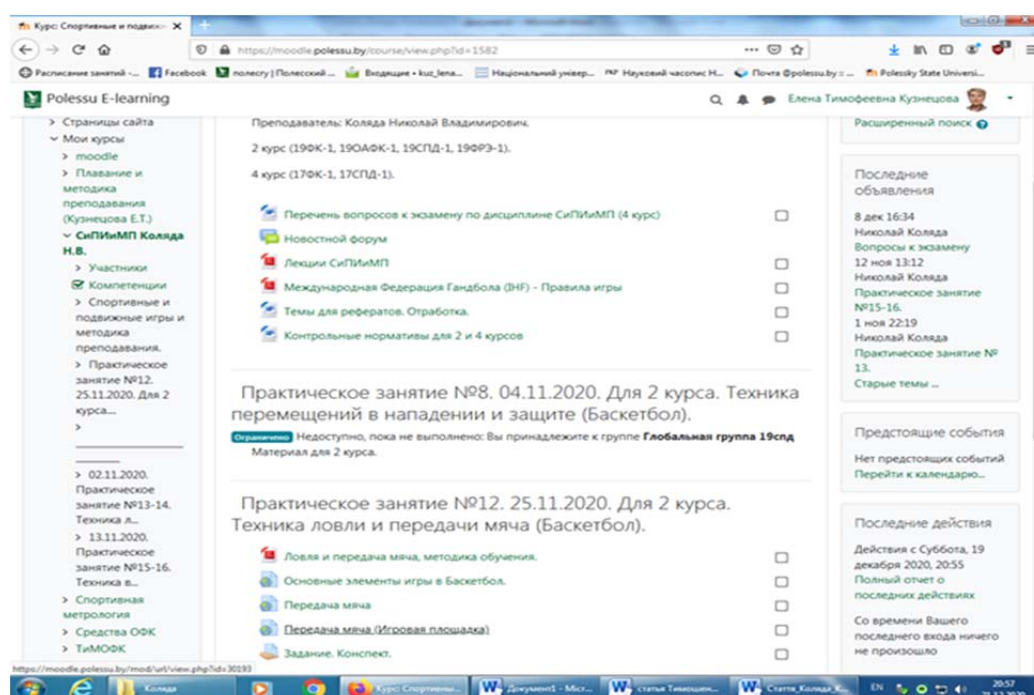 Курс: Спортивные и подвижн
https://moodle.polessu.by/course/view.php?id=1582
Расписание занятий -...
Facebook
полесгу | Полесский ...
Входящие • kuz_lena...
Національний універ...
Науковий часопис Н...
Почта @polessu.by :: ...
Polessky State Universi...
Polessu E-learning
Елена Тимофеевна Кузнецова
Страницы сайта
Мои курсы
moodle
Плавание и
методика
преподавания
(Кузнецова Е.Т.)
СиПИиМП Коляда
Н.В.
Участники
Компетенции
Спортивные и
подвижные игры и
методика
преподавания.
Практическое
занятие №12.
25.11.2020. Для 2
курса...
02.11.2020.
Практическое
занятие №13-14.
Техника л...
13.11.2020.
Практическое
занятие №15-16.
Техника в...
Спортивная
метрология
Средства ОФК
ТиМОФК
Преподаватель: Коляда Николай Владимирович.
2 курс (19ФК-1, 19ОАФК-1, 19СПД-1, 19ФРЭ-1).
4 курс (17ФК-1, 17СПД-1).
Перечень вопросов к экзамену по дисциплине СиПИиМП (4 курс)
Новостной форум
Лекции СиПИиМП
Международная Федерация Гандбола (IHF) - Правила игры
Темы для рефератов. Отработка.
Контрольные нормативы для 2 и 4 курсов
Практическое занятие №8. 04.11.2020. Для 2 курса. Техника
перемещений в нападении и защите (Баскетбол).
Ограничено Недоступно, пока не выполнено: Вы принадлежите к группе Глобальная группа 19спд
Материал для 2 курса.
Практическое занятие №12. 25.11.2020. Для 2 курса.
Техника ловли и передачи мяча (Баскетбол).
Ловля и передача мяча, методика обучения.
Основные элементы игры в Баскетбол.
Передача мяча
Передача мяча (Игровая площадка)
Задание. Конспект.
Расширенный поиск
Последние
объявления
8 дек 16:34
Николай Коляда
Вопросы к экзамену
12 ноя 13:12
Николай Коляда
Практическое занятие
№15-16.
1 ноя 22:19
Николай Коляда
Практическое занятие №
13.
Старые темы ...
Предстоящие события
Нет предстоящих событий
Перейти к календарю...
Последние действия
Действия с Суббота, 19
декабря 2020, 20:55
Полный отчет о
последних действиях
Со времени Вашего
последнего входа ничего
не произошло
https://moodle.polessu.by/mod/url/view.php?id=30193
Коляда
Курс: Спортивны...
Документ1 - Micr...
статья Тимошен...
EN
20:57